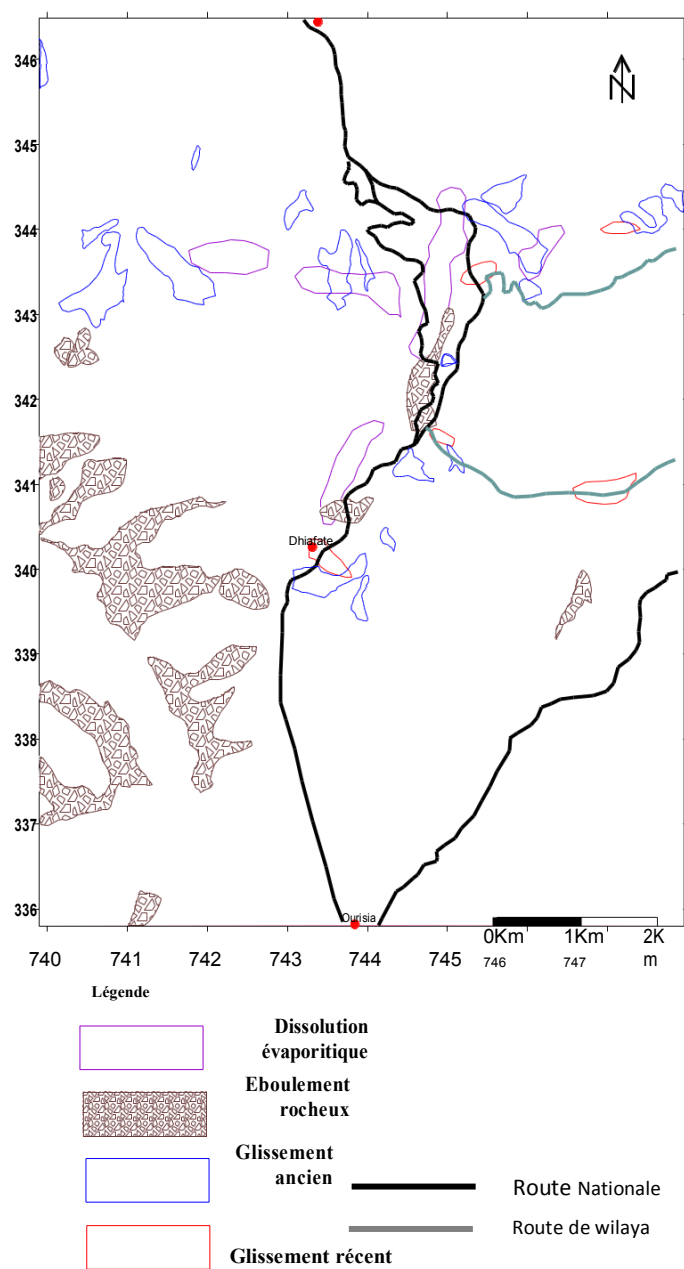 346
N
345
344
343
342
341
Dhiafate
340
339
338
337
336
Ourisia
0Km 1Km 2K
m
740 741 742 743 744 745 746 747
Légende
Dissolution
évaporitique
Eboulement
rocheux
Glissement
ancien
Route Nationale
Route de wilaya
Glissement récent